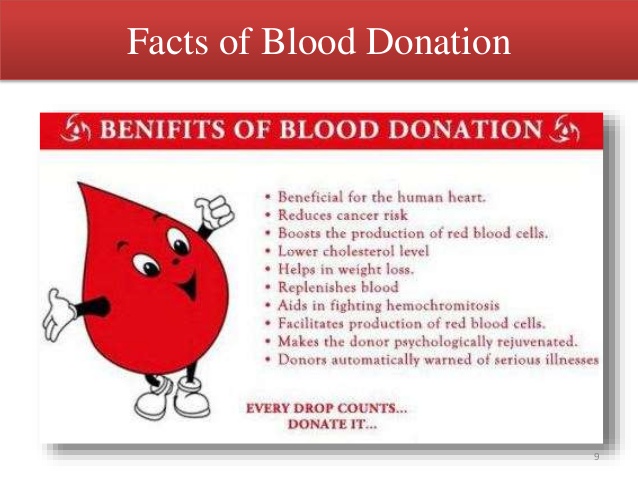 Facts of Blood Donation
BENIFITS OF BLOOD DONATION
• Beneficial for the human heart.
• Reduces cancer risk
• Boosts the production of red blood cells.
• Lower cholesterol level
• Helps in weight loss.
• Replenishes blood
• Aids in fighting hemochromitosis
• Facilitates production of red blood cells.
• Makes the donor psychologically rejuvenated.
• Donors automatically warned of serious illnesses
EVERY DROP COUNTS...
DONATE IT...
9